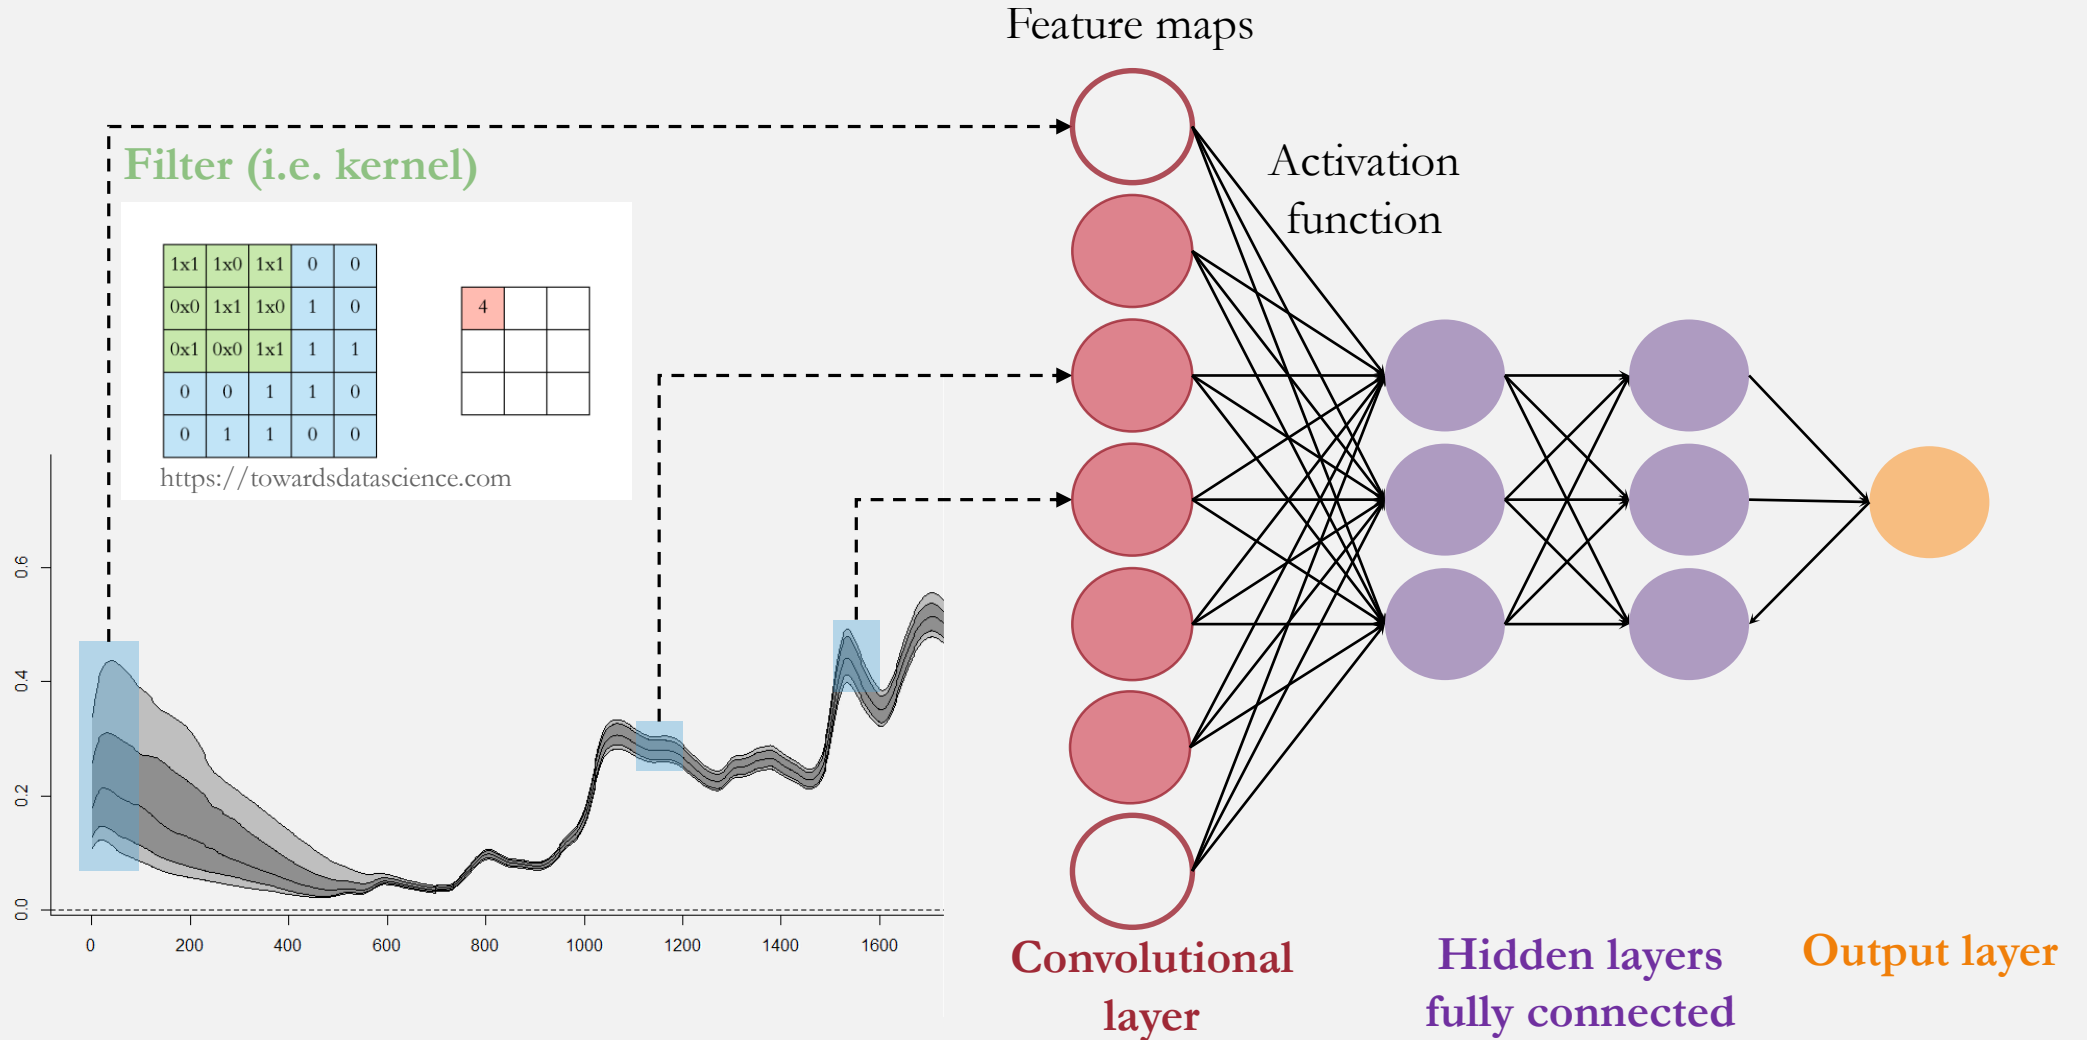 Feature maps
Filter (i.e. kernel)
Activation
function
1x1 1x0 1x1 0 0
0x0 1x1 1x0 1 0
0x1 0x0 1x1 1 1
0 0 1 1 0
0 1 1 0 0
4
https://towardsdatascience.com
0.6
0.4
0.2
0.0
0 200 400 600 800 1000 1200 1400 1600
Convolutional
layer
Hidden layers
fully connected
Output layer